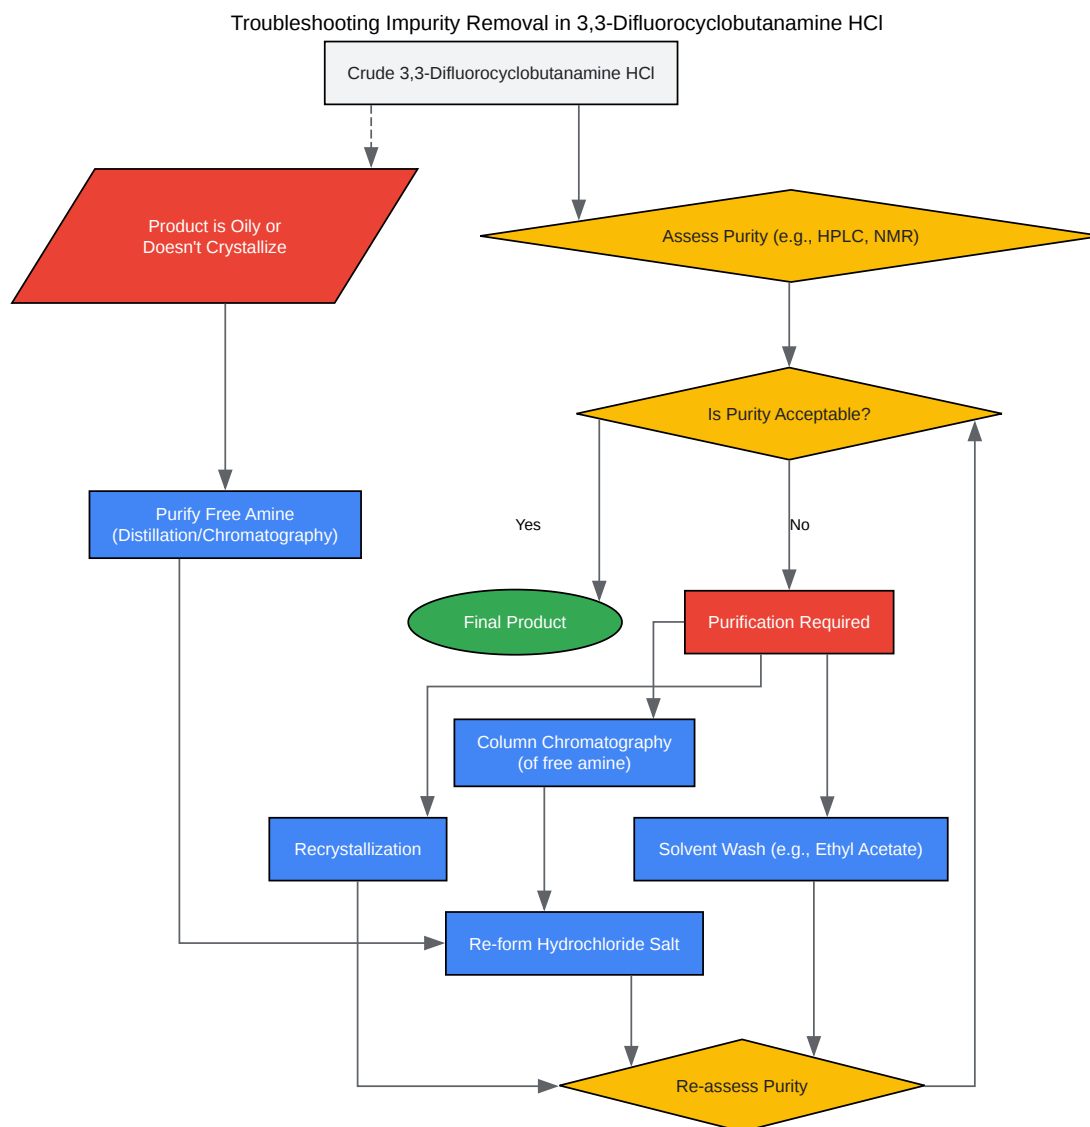 Troubleshooting Impurity Removal in 3,3-Difluorocyclobutanamine HCl
Crude 3,3-Difluorocyclobutanamine HCl
Product is Oily or
Doesn't Crystallize
Assess Purity (e.g., HPLC, NMR)
Is Purity Acceptable?
Purify Free Amine
(Distillation/Chromatography)
Yes
No
Final Product
Purification Required
Column Chromatography
(of free amine)
Recrystallization
Solvent Wash (e.g., Ethyl Acetate)
Re-form Hydrochloride Salt
Re-assess Purity